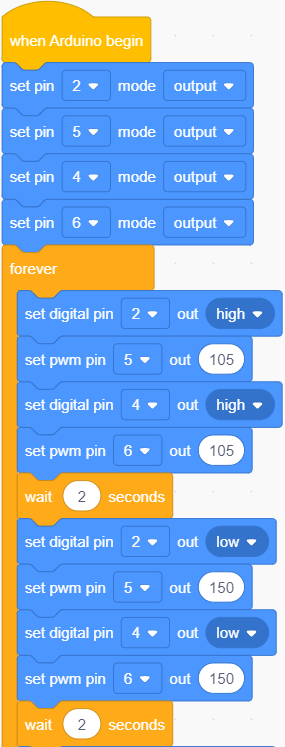 when Arduino begin
set pin 2 mode output
set pin 5 mode output
set pin 4 mode output
set pin 6 mode output
forever
set digital pin 2 out high
set pwm pin 5 out 105
set digital pin 4 out high
set pwm pin 6 out 105
wait 2 seconds
set digital pin 2 out low
set pwm pin 5 out 150
set digital pin 4 out low
set pwm pin 6 out 150
wait 2 seconds